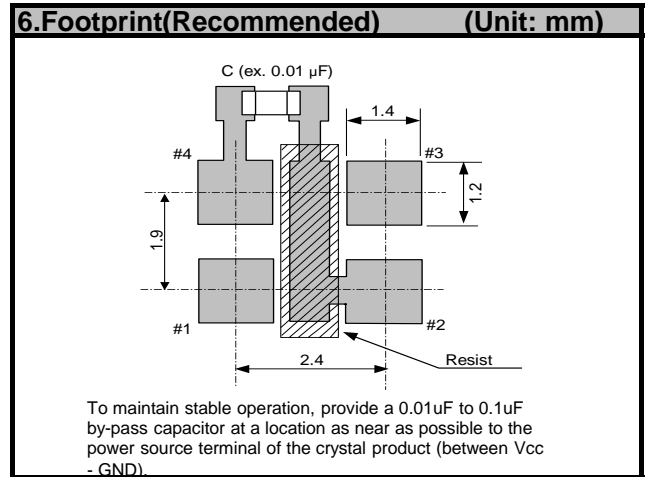 6.Footprint(Recommended) (Unit: mm)
C (ex. 0.01 µF)
1.4
#4
#3
1.2
1.9
#1
#2
2.4
Resist
To maintain stable operation, provide a 0.01uF to 0.1uF
by-pass capacitor at a location as near as possible to the
power source terminal of the crystal product (between Vcc
- GND).